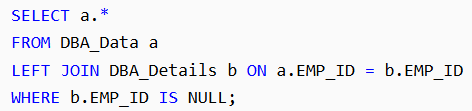 SELECT a.*
FROM DBA_Data a
LEFT JOIN DBA_Details b ON a.EMP_ID = b.EMP_ID
WHERE b.EMP_ID IS NULL;